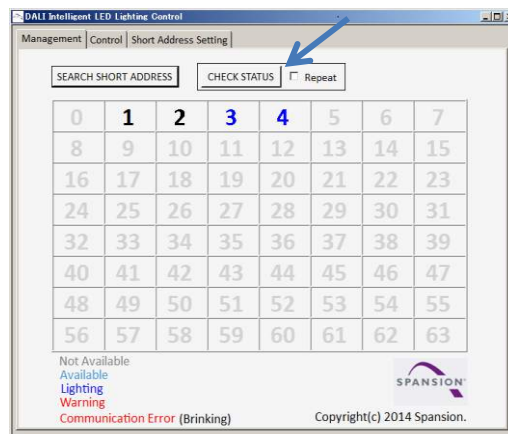 DALI Intelligent LED Lighting Control
Management Control Short Address Setting
SEARCH SHORT ADDRESS CHECK STATUS Repeat
0 1 2 3 4 5 6 7
8 9 10 11 12 13 14 15
16 17 18 19 20 21 22 23
24 25 26 27 28 29 30 31
32 33 34 35 36 37 38 39
40 41 42 43 44 45 46 47
48 49 50 51 52 53 54 55
56 57 58 59 60 61 62 63
Not Available
Available
Lighting
Warning
Communication Error (Brinking)
SPANSION
Copyright(c) 2014 Spansion.